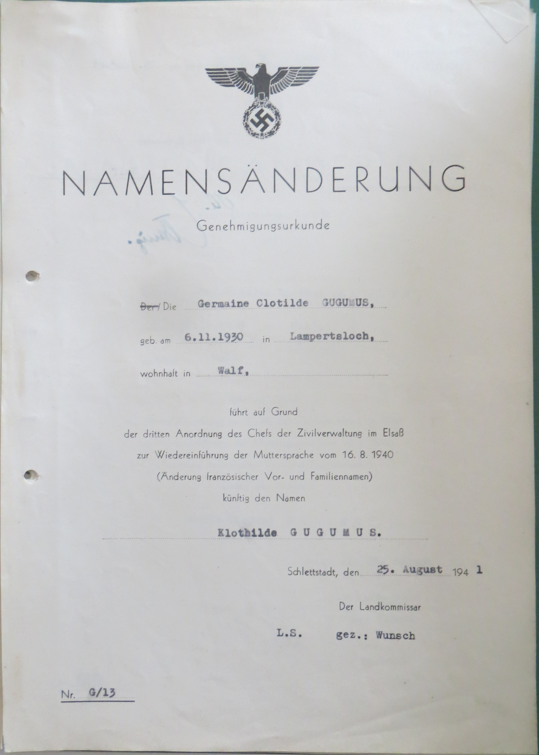 NAMENSÄNDERUNG
Genehmigungsurkunde
Der/ Die Germaine Clotilde GUGUMUS,
geb. am 6.11.1930 in Lampertsloch,
wohnhaft in Walf,
führt auf Grund
der dritten Anordnung des Chefs der Zivilverwaltung im Elsaß
zur Wiedereinführung der Muttersprache vom 16. 8. 1940
(Änderung französischer Vor- und Familiennamen)
künftig den Namen
Klothilde G U G U M U S.
Schlettstadt, den 25. August 194 1
Der Landkommissar
L.S. gez.: Wunsch
Nr. G/13